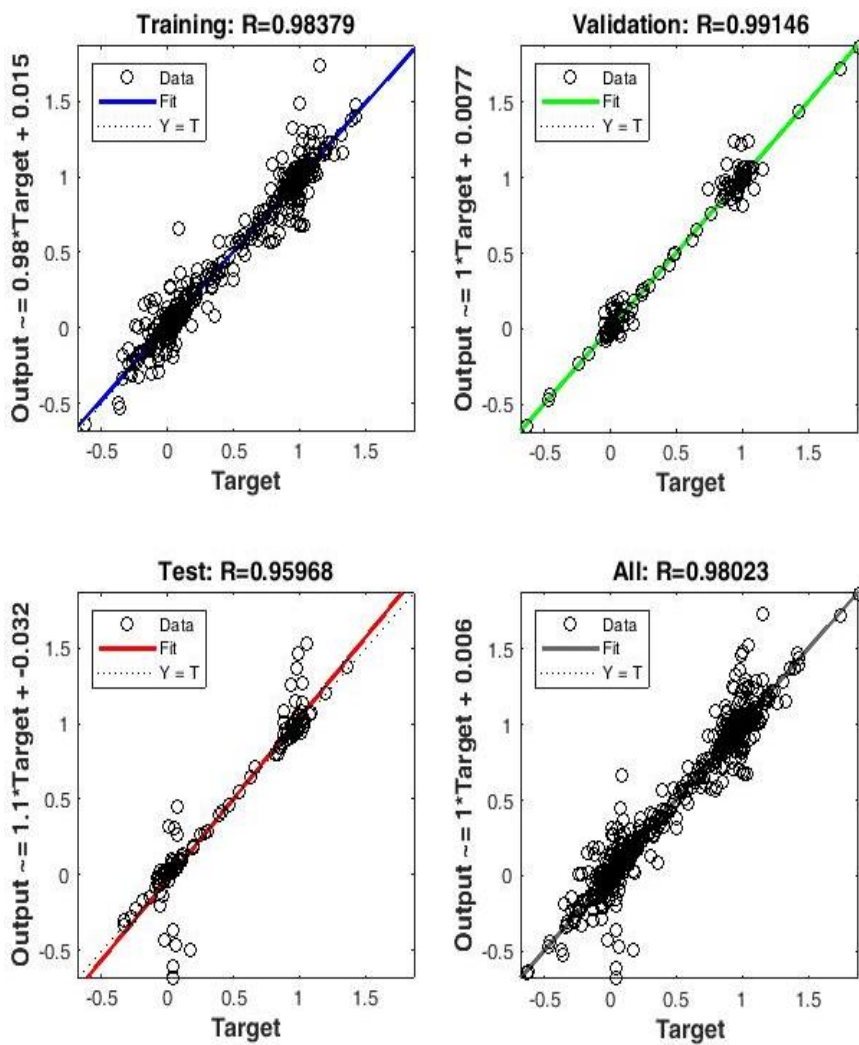 Training: R=0.98379
Output ~= 0.98*Target + 0.015
Data
Fit
Y = T
1.5
1
0.5
0
-0.5
-0.5 0 0.5 1 1.5
Target
Validation: R=0.99146
Output ~= 1*Target + 0.0077
Data
Fit
Y = T
1.5
1
0.5
0
-0.5
-0.5 0 0.5 1 1.5
Target
Test: R=0.95968
Output ~= 1.1*Target + -0.032
Data
Fit
Y = T
1.5
1
0.5
0
-0.5
-0.5 0 0.5 1 1.5
Target
All: R=0.98023
Output ~= 1*Target + 0.006
Data
Fit
Y = T
1.5
1
0.5
0
-0.5
-0.5 0 0.5 1 1.5
Target